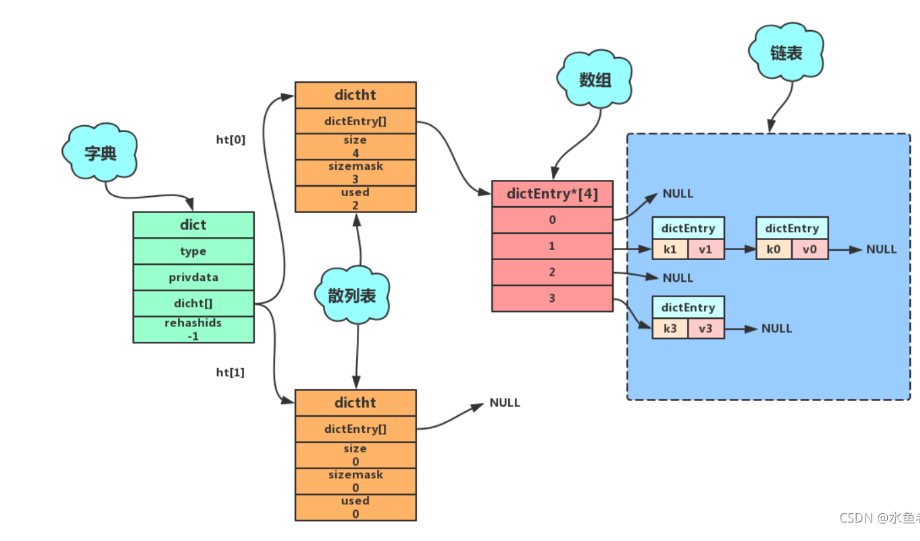 链表
数组
字典
散列表
ht[0]
ht[1]
dict
type
privdata
dicht[]
rehashids
-1
dictht
dictEntry[]
size
4
sizemask
3
used
2
dictht
dictEntry[]
size
0
sizemask
0
used
0
NULL
dictEntry*[4]
0
1
2
3
NULL
dictEntry
k1 v1
dictEntry
k0 v0
NULL
NULL
dictEntry
k3 v3
NULL
CSDN @水鱼